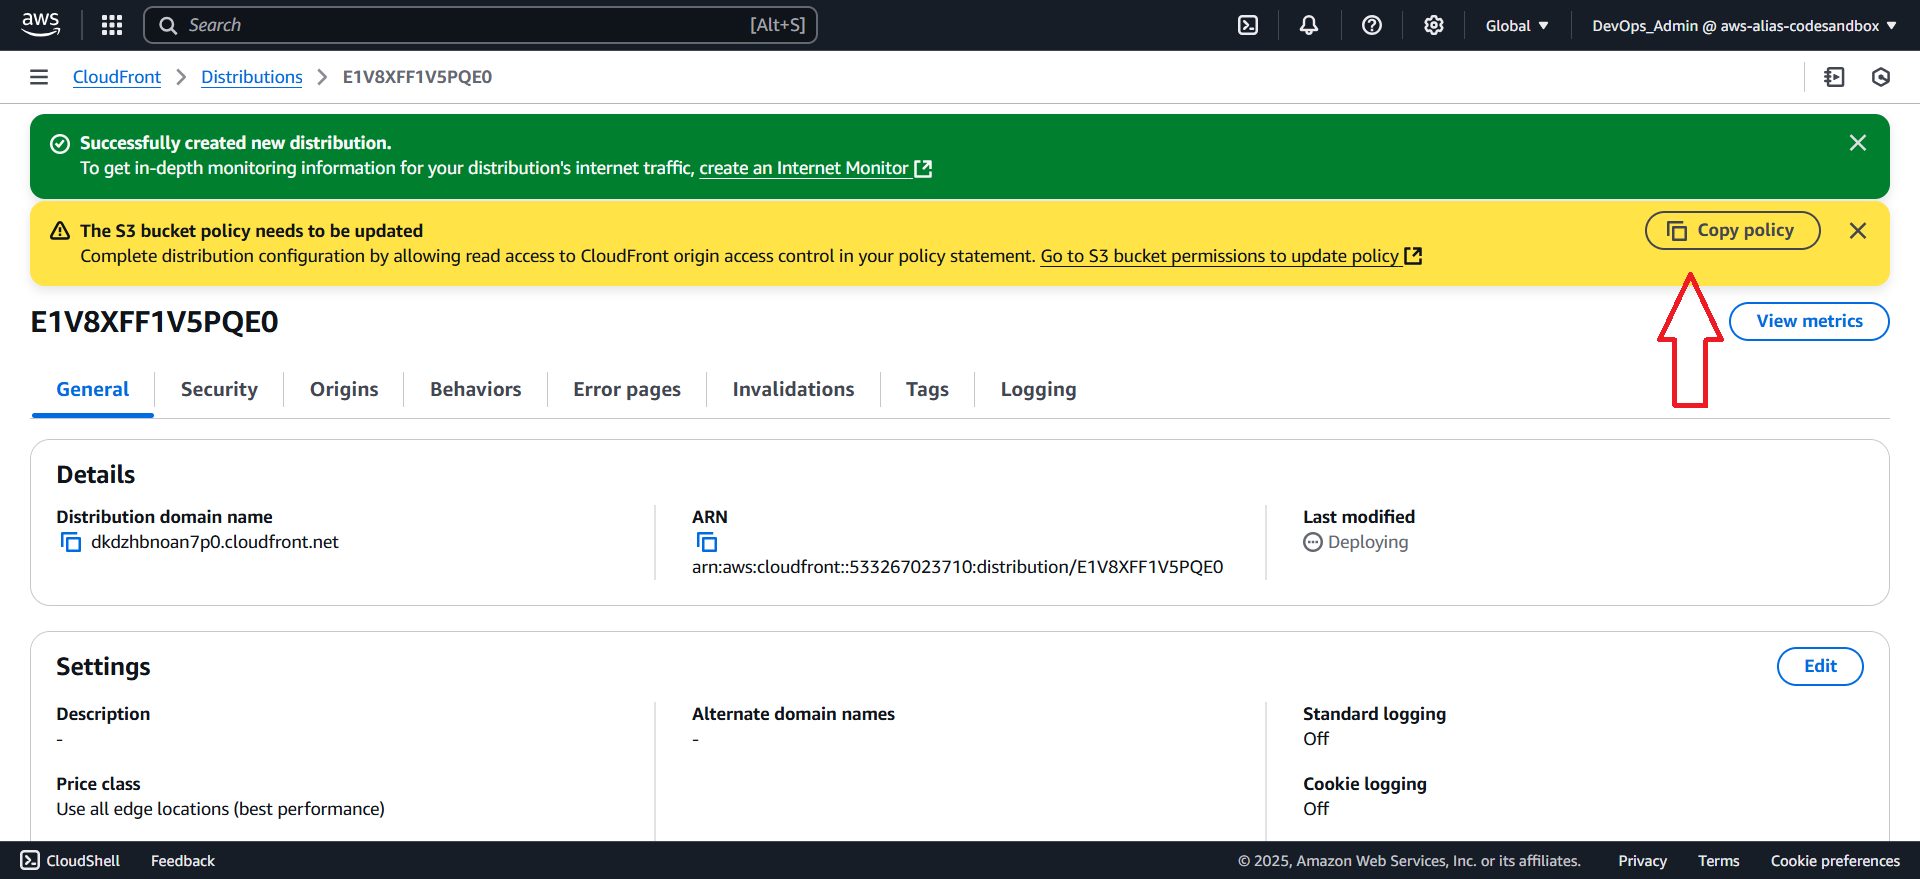 aws
Search [Alt+S]
Global
DevOps_Admin @ aws-alias-codesandbox
CloudFront
Distributions
E1V8XFF1V5PQE0
Successfully created new distribution.
To get in-depth monitoring information for your distribution's internet traffic, create an Internet Monitor
The S3 bucket policy needs to be updated
Complete distribution configuration by allowing read access to CloudFront origin access control in your policy statement. Go to S3 bucket permissions to update policy
Copy policy
E1V8XFF1V5PQE0
View metrics
General
Security
Origins
Behaviors
Error pages
Invalidations
Tags
Logging
Details
Distribution domain name
dkdzhbnoan7p0.cloudfront.net
ARN
arn:aws:cloudfront::533267023710:distribution/E1V8XFF1V5PQE0
Last modified
Deploying
Settings
Edit
Description
-
Alternate domain names
-
Standard logging
Off
Price class
Use all edge locations (best performance)
Cookie logging
Off
CloudShell
Feedback
© 2025, Amazon Web Services, Inc. or its affiliates.
Privacy
Terms
Cookie preferences